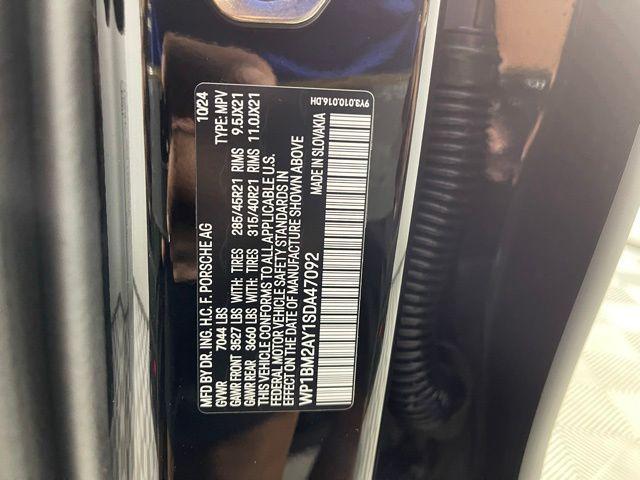 MFD BY DR. ING. H.C. F. PORSCHE AG 10/24
GVWR 7044 LBS TYPE: MPV
GAWR FRONT 3627 LBS WITH: TIRES 285/45R21 RIMS 9.5JX21
GAWR REAR 3660 LBS WITH: TIRES 315/40R21 RIMS 11.0JX21
THIS VEHICLE CONFORMS TO ALL APPLICABLE U.S.
FEDERAL MOTOR VEHICLE SAFETY STANDARDS IN
EFFECT ON DATE OF MANUFACTURE SHOWN ABOVE
WP1BM2AY1SDA47092 MADE IN SLOVAKIA
9Y3.010.016.DH